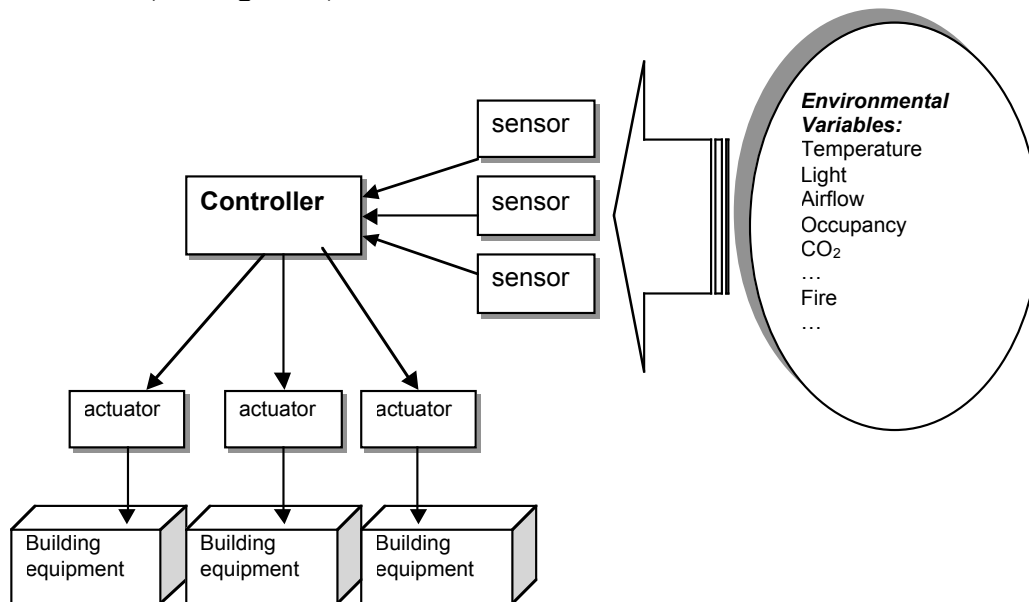 sensor
Environmental
Variables:
Temperature
Light
Airflow
Occupancy
CO₂
…
Fire
…
Controller
sensor
sensor
actuator
actuator
actuator
Building
equipment
Building
equipment
Building
equipment